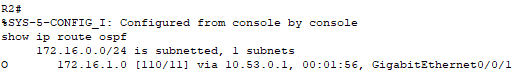 R2#
%SYS-5-CONFIG_I: Configured from console by console
show ip route ospf
     172.16.0.0/24 is subnetted, 1 subnets
O       172.16.1.0 [110/11] via 10.53.0.1, 00:01:56, GigabitEthernet0/0/1